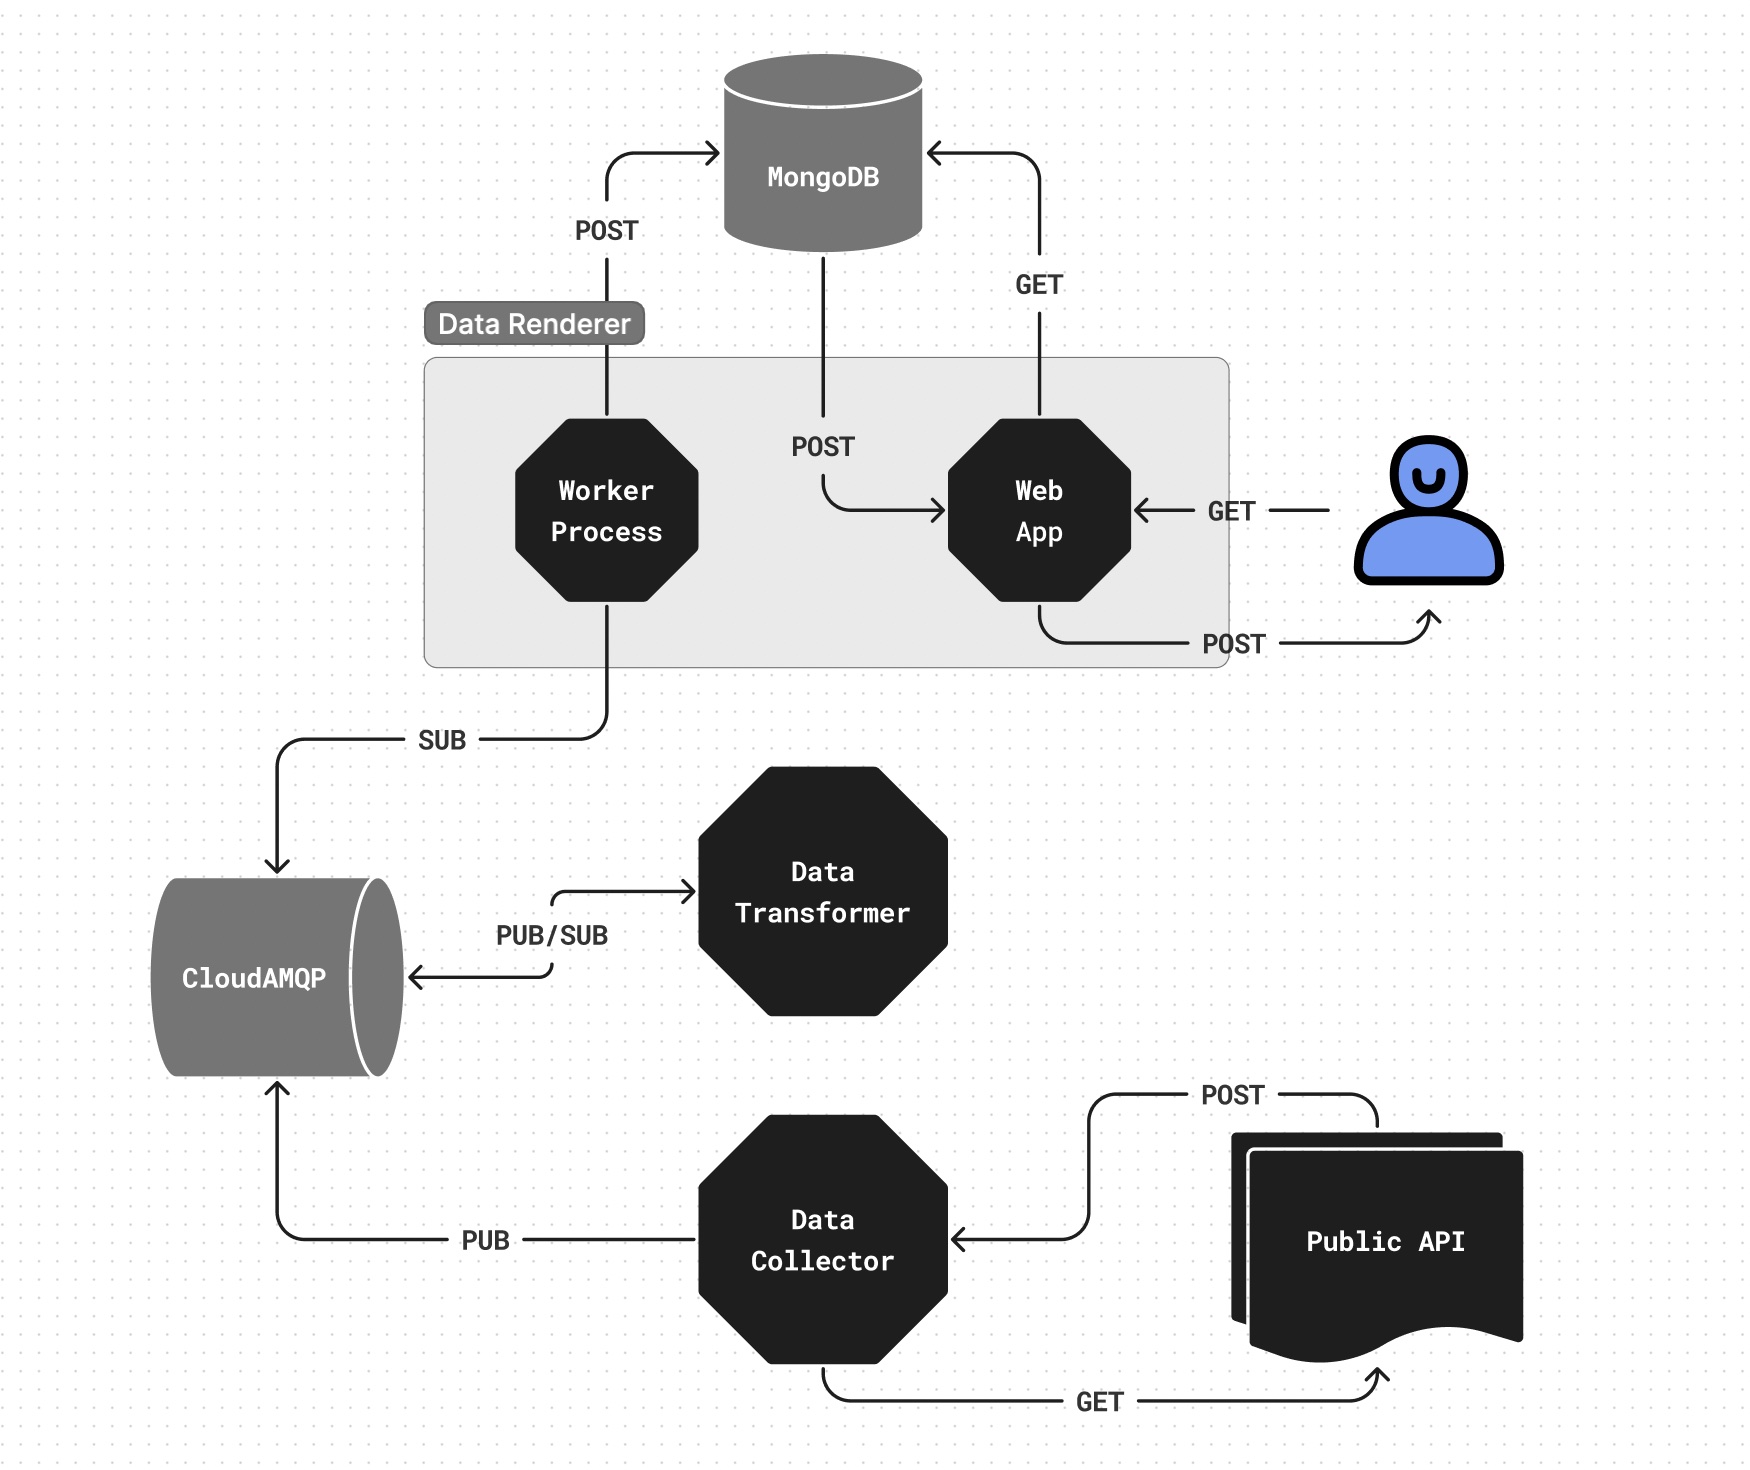 MongoDB
POST
GET
Data Renderer
POST
Worker
Process
Web
App
GET
POST
SUB
Data
Transformer
PUB/SUB
CloudAMQP
POST
Data
Collector
PUB
Public API
GET